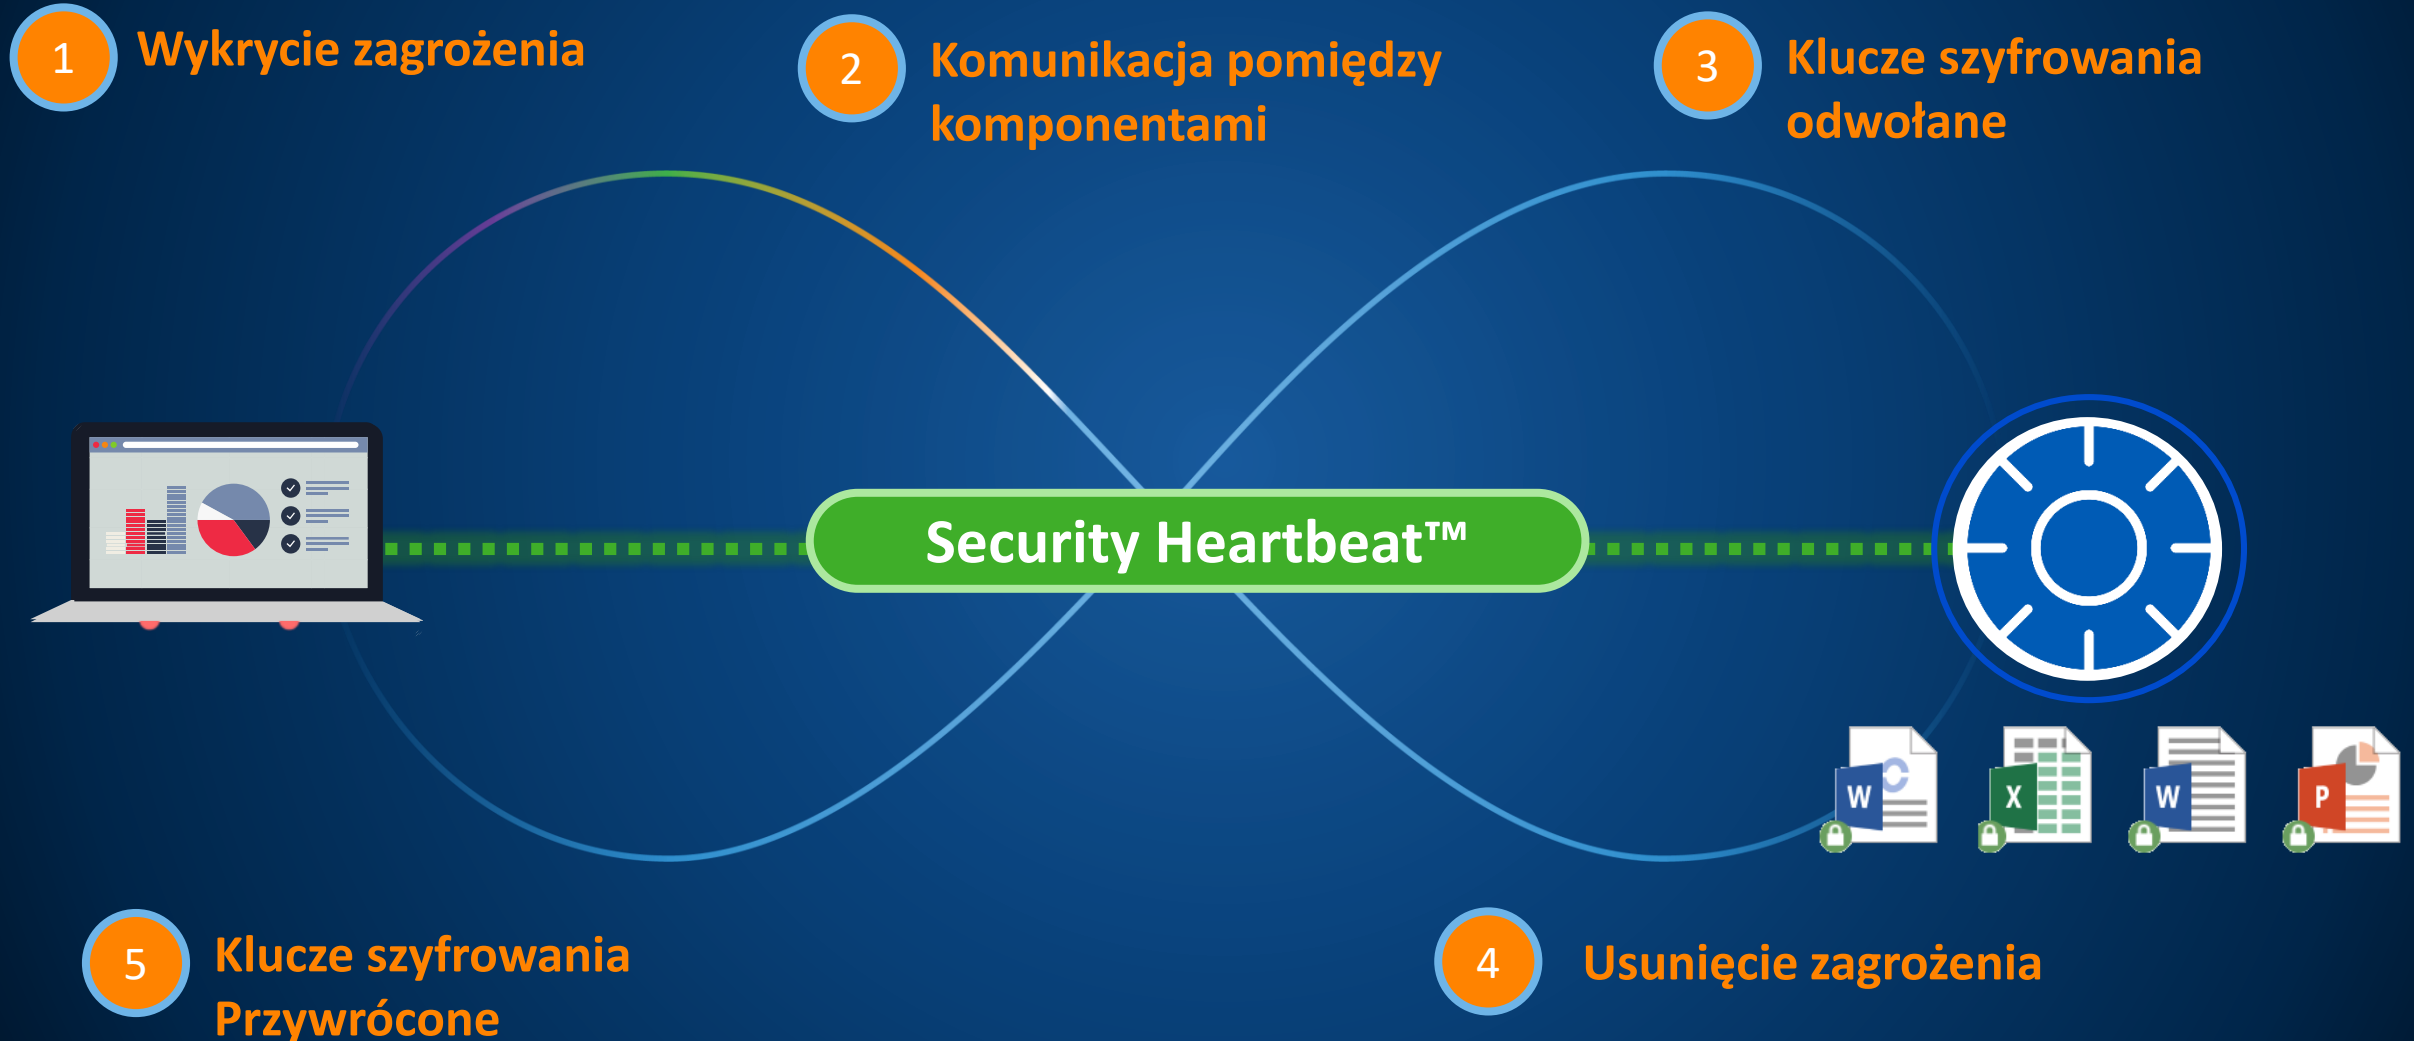 1
Wykrycie zagrożenia
2
Komunikacja pomiędzy
komponentami
3
Klucze szyfrowania
odwołane
Security Heartbeat™
W
X
W
P
5
Klucze szyfrowania
Przywrócone
4
Usunięcie zagrożenia